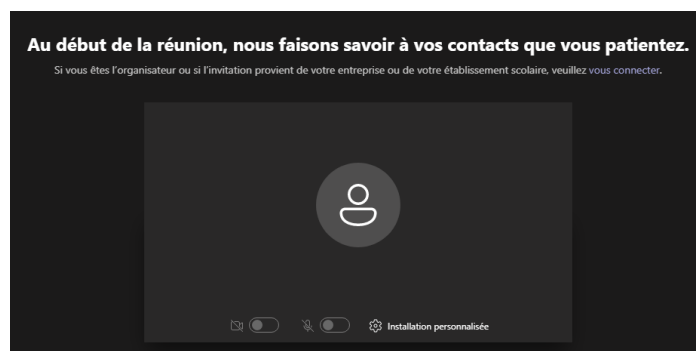 Au début de la réunion, nous faisons savoir à vos contacts que vous patientez.
Si vous êtes l'organisateur ou si l'invitation provient de votre entreprise ou de votre établissement scolaire, veuillez vous connecter.
Installation personnalisée